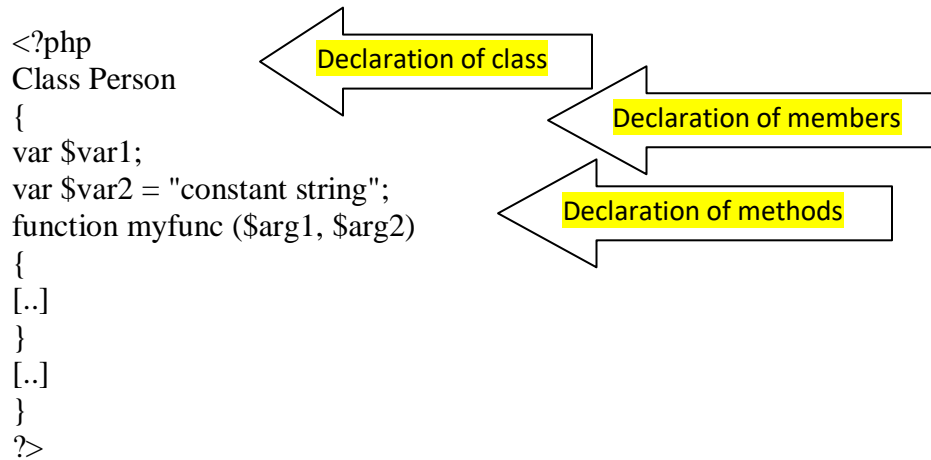 <?php
Declaration of class
Class Person
{
Declaration of members
var $var1;
var $var2 = "constant string";
function myfunc ($arg1, $arg2)
Declaration of methods
{
[..]
}
[..]
}
?>